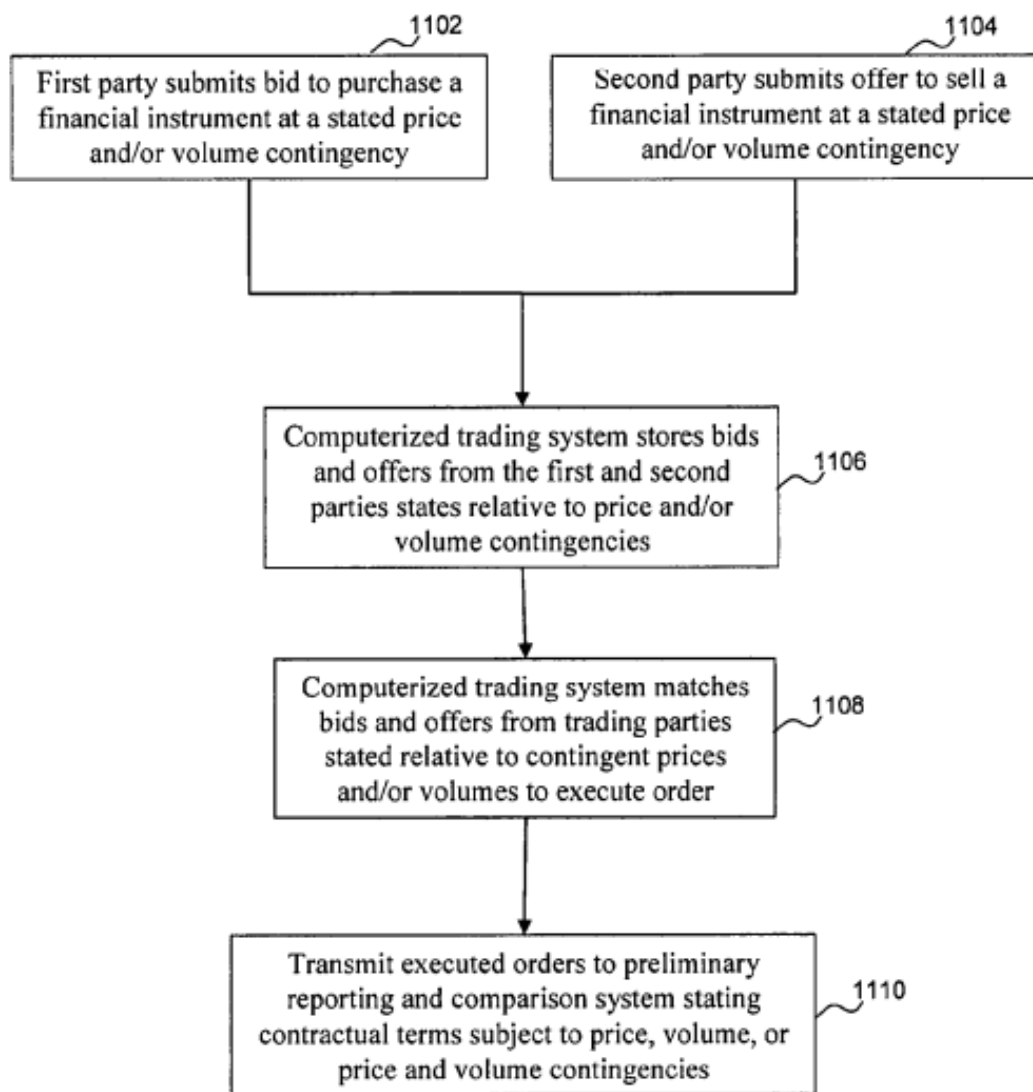 1102
First party submits bid to purchase a
financial instrument at a stated price
and/or volume contingency
1104
Second party submits offer to sell a
financial instrument at a stated price
and/or volume contingency
1106
Computerized trading system stores bids
and offers from the first and second
parties states relative to price and/or
volume contingencies
1108
Computerized trading system matches
bids and offers from trading parties
stated relative to contingent prices
and/or volumes to execute order
1110
Transmit executed orders to preliminary
reporting and comparison system stating
contractual terms subject to price, volume, or
price and volume contingencies